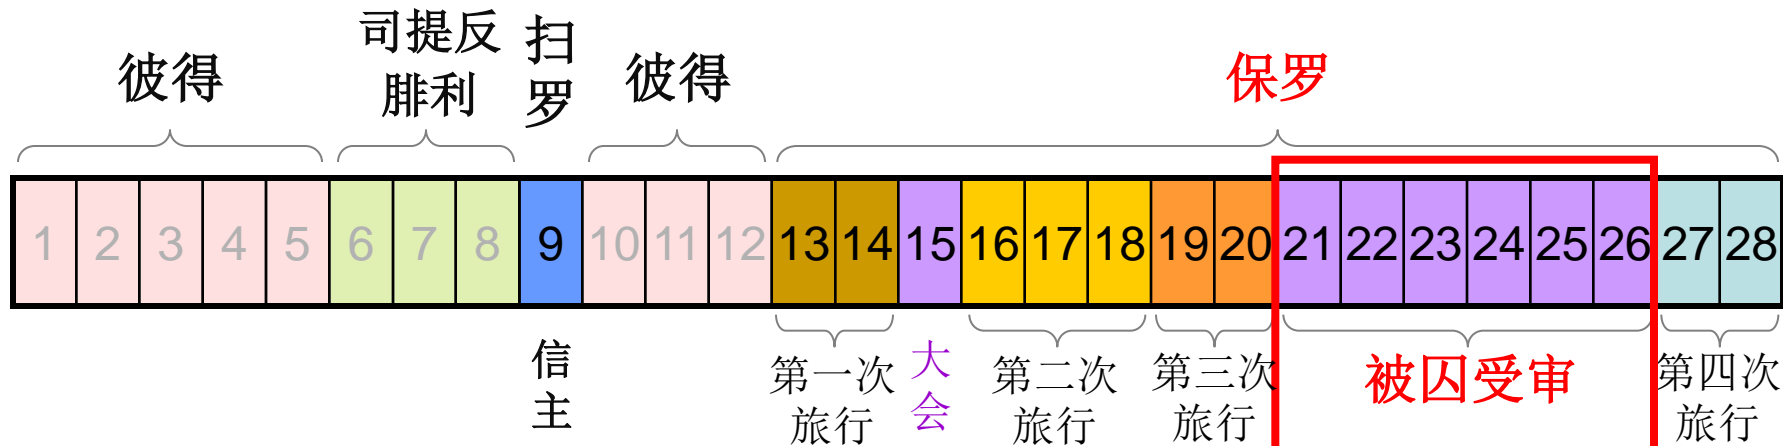 彼得
司提反
腓利
扫
罗
彼得
保罗
1 2 3 4 5 6 7 8 9 10 11 12 13 14 15 16 17 18 19 20 21 22 23 24 25 26 27 28
信
主
第一次
旅行
大
会
第二次
旅行
第三次
旅行
被囚受审
第四次
旅行